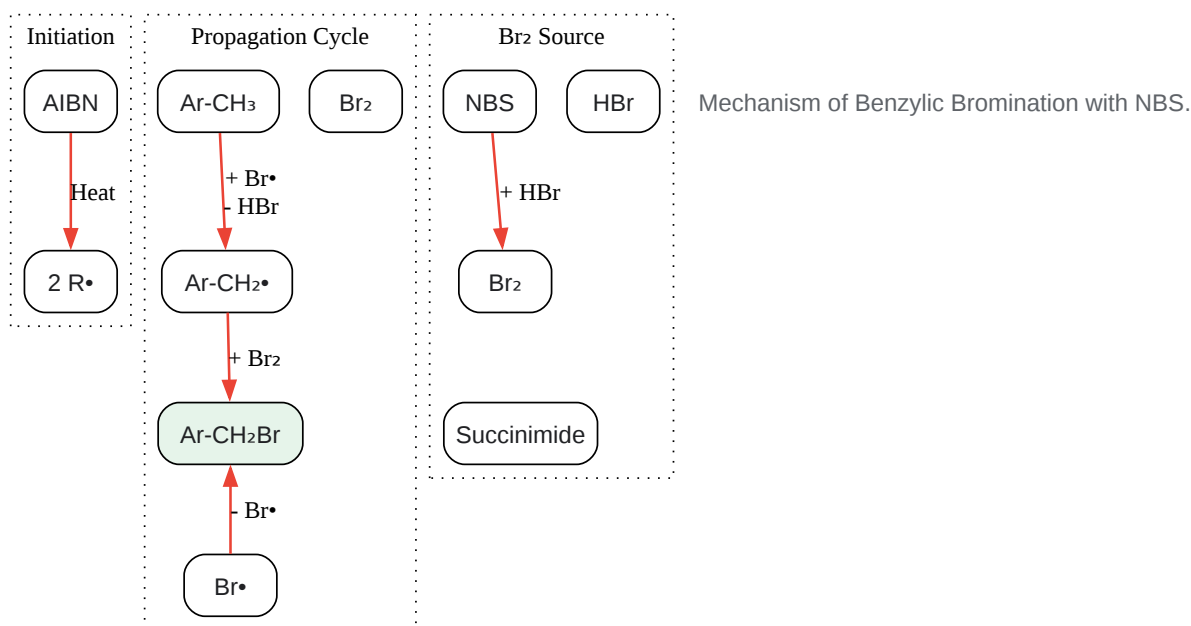 Initiation
AIBN
Heat
2 R•
Propagation Cycle
Ar-CH₃
Br₂
+ Br•
- HBr
Ar-CH₂•
+ Br₂
Ar-CH₂Br
- Br•
Br•
Br₂ Source
NBS
HBr
+ HBr
Br₂
Succinimide
Mechanism of Benzylic Bromination with NBS.